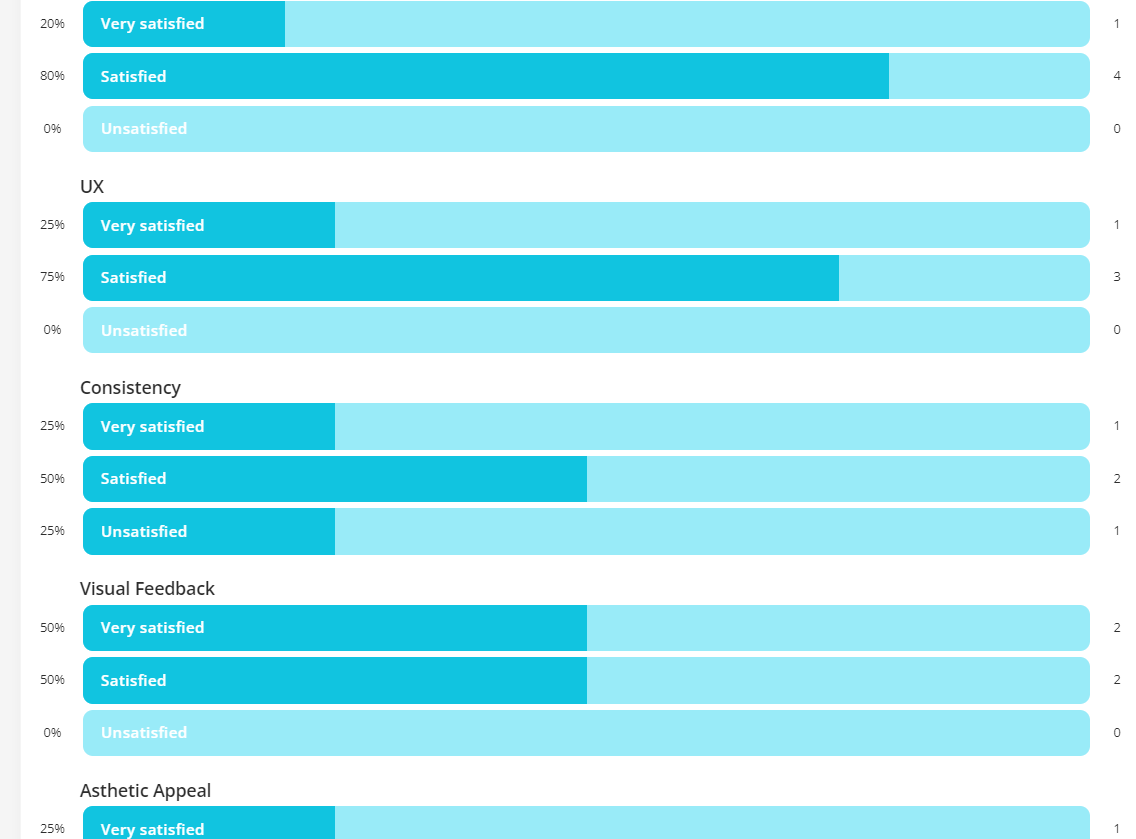 20% Very satisfied 1
80% Satisfied 4
0% Unsatisfied 0
UX
25% Very satisfied 1
75% Satisfied 3
0% Unsatisfied 0
Consistency
25% Very satisfied 1
50% Satisfied 2
25% Unsatisfied 1
Visual Feedback
50% Very satisfied 2
50% Satisfied 2
0% Unsatisfied 0
Asthetic Appeal
25% Very satisfied 1